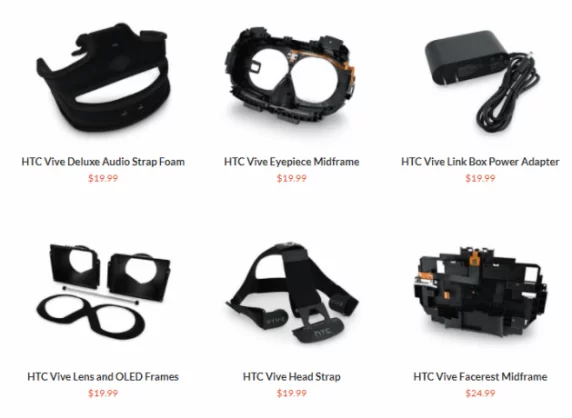 HTC Vive Deluxe Audio Strap Foam
$19.99
HTC Vive Eyepiece Midframe
$19.99
HTC Vive Link Box Power Adapter
$19.99
HTC Vive Lens and OLED Frames
$19.99
HTC Vive Head Strap
$19.99
HTC Vive Facerest Midframe
$24.99